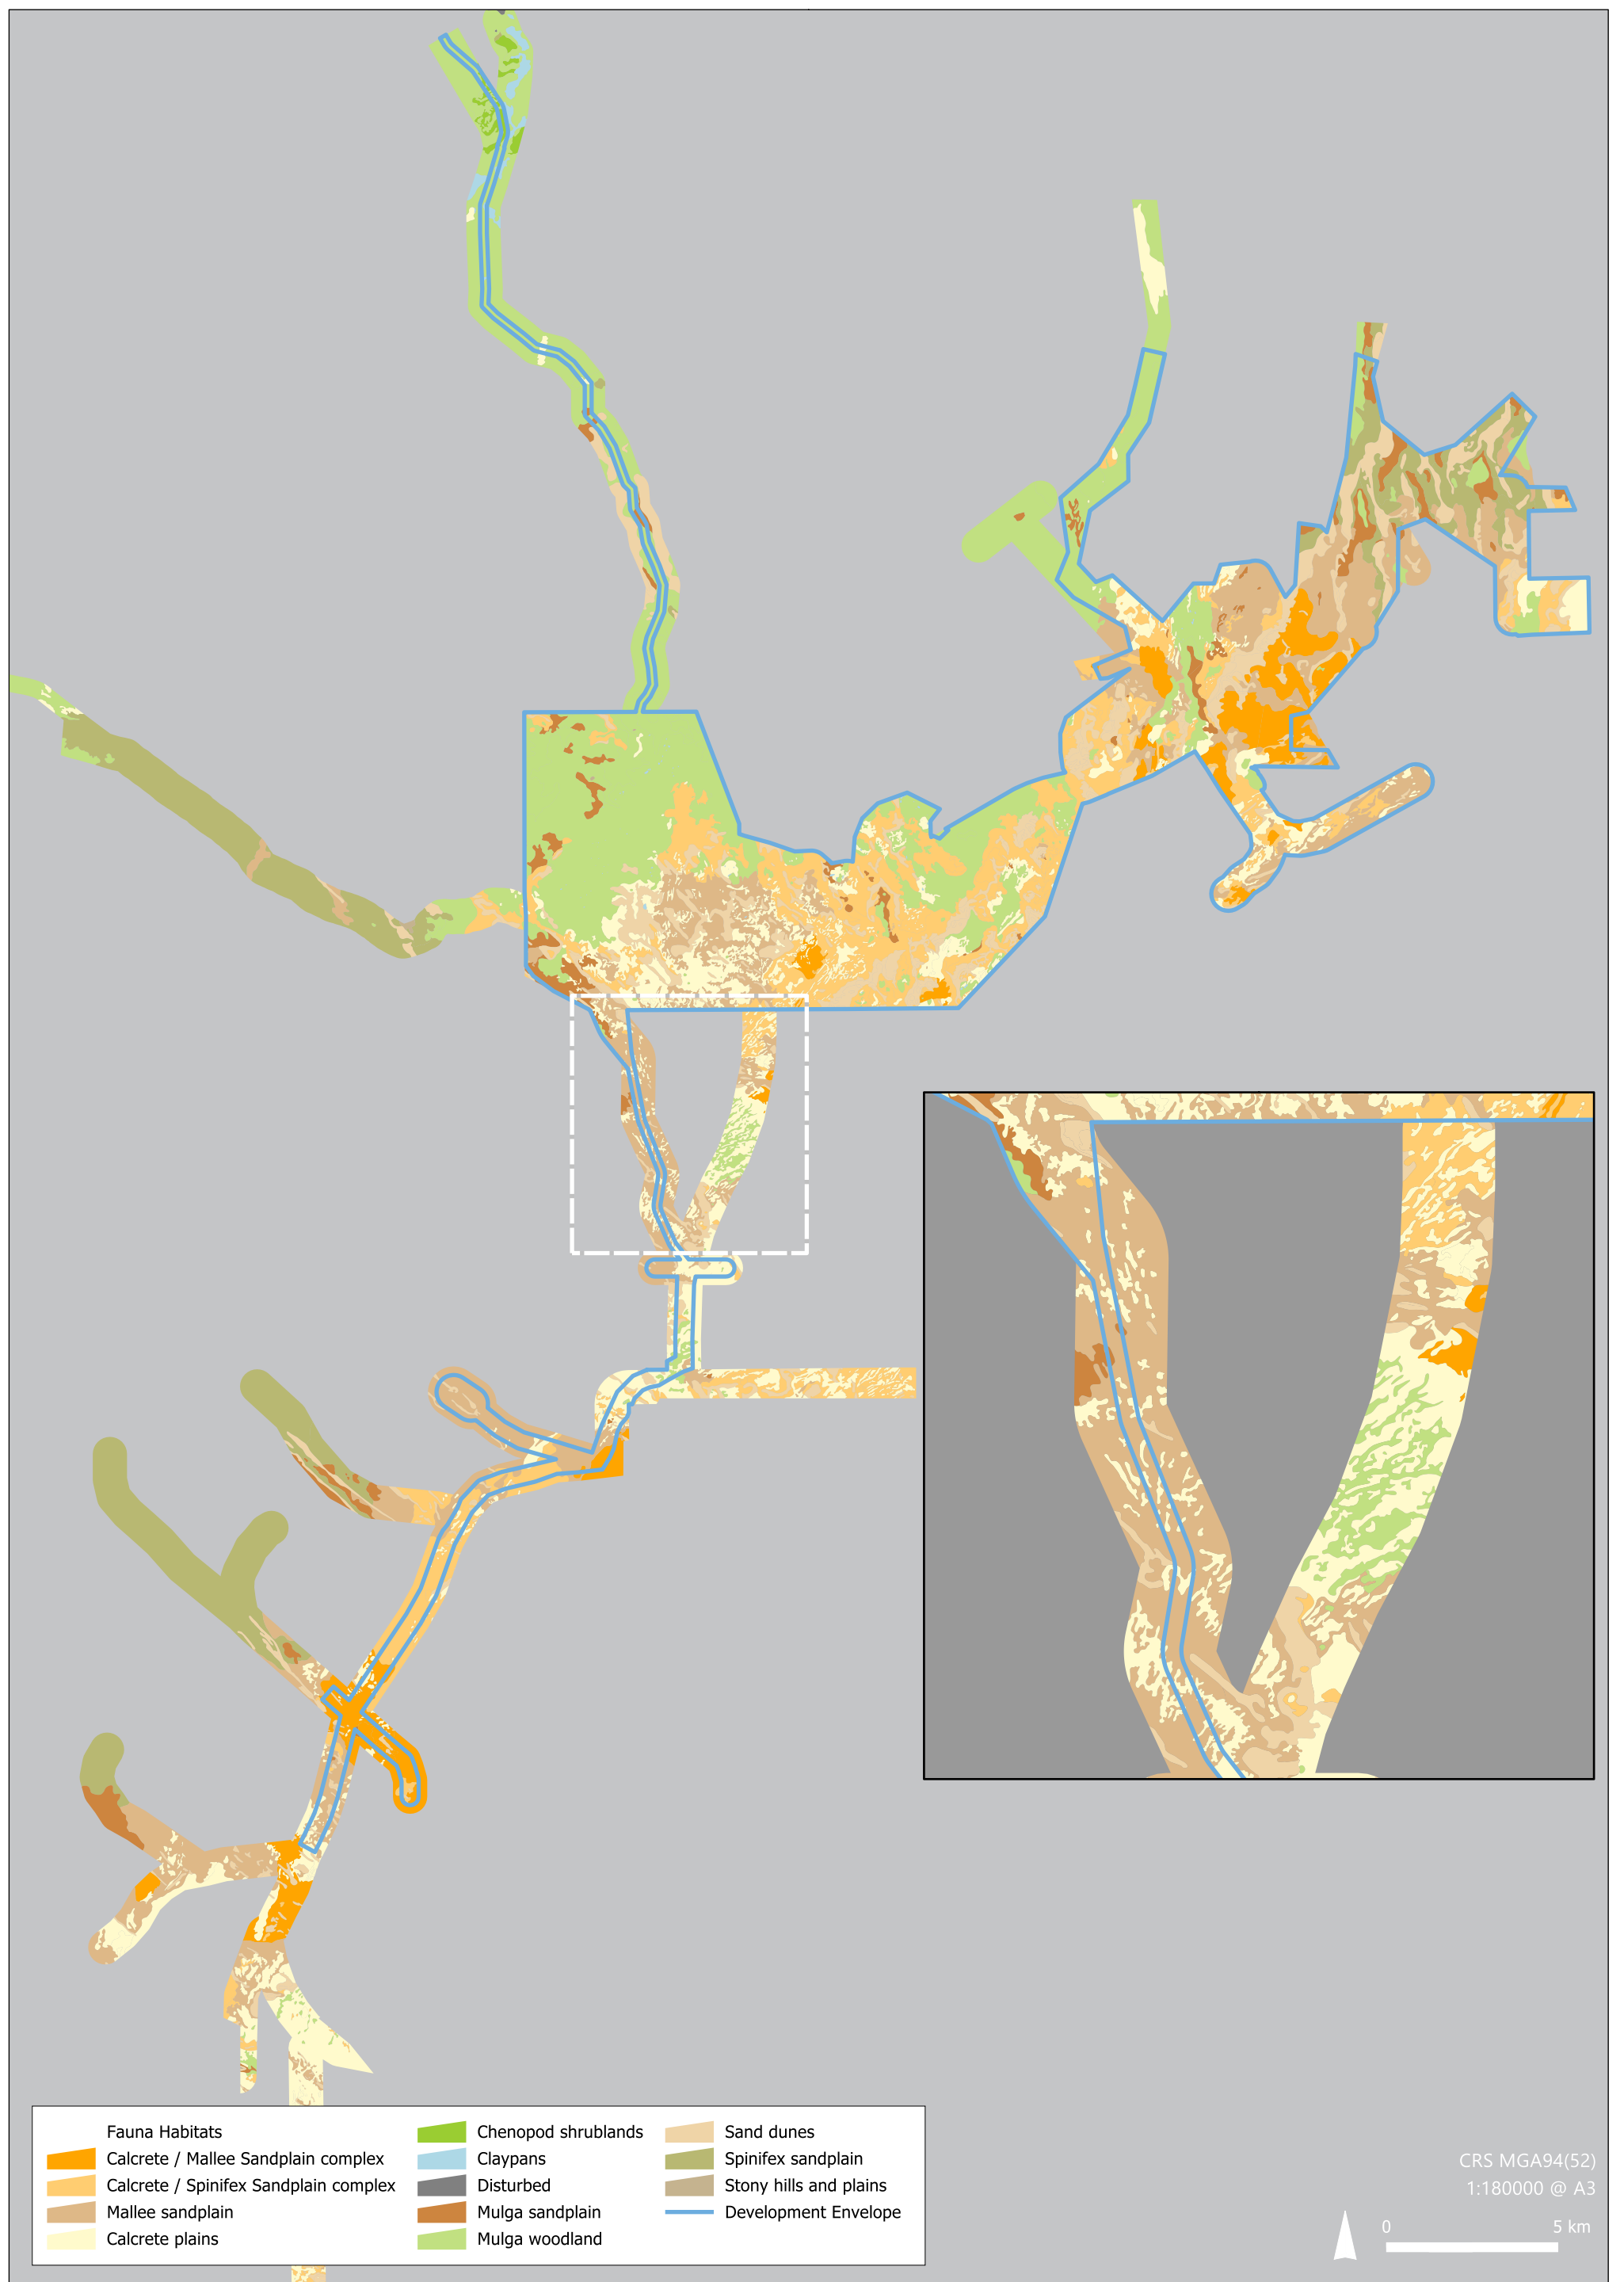 Fauna Habitats
Calcrete / Mallee Sandplain complex
Calcrete / Spinifex Sandplain complex
Mallee sandplain
Calcrete plains
Chenopod shrublands
Claypans
Disturbed
Mulga sandplain
Mulga woodland
Sand dunes
Spinifex sandplain
Stony hills and plains
Development Envelope
CRS MGA94(52)
1:180000 @ A3
0 5 km